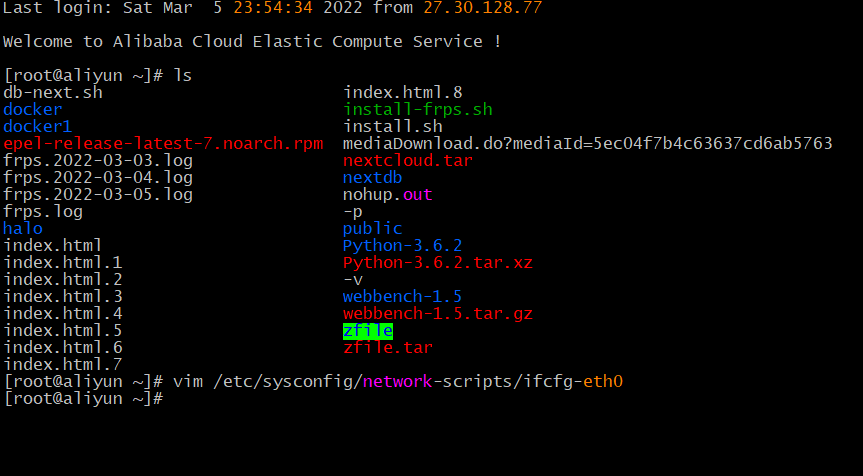 Last login: Sat Mar  5 23:54:34 2022 from 27.30.128.77
Welcome to Alibaba Cloud Elastic Compute Service !
[root@aliyun ~]# ls
db-next.sh                        index.html.8
docker                            install-frps.sh
docker1                           install.sh
epel-release-latest-7.noarch.rpm  mediaDownload.do?mediaId=5ec04f7b4c63637cd6ab5763
frps.2022-03-03.log               nextcloud.tar
frps.2022-03-04.log               nextdb
frps.2022-03-05.log               nohup.out
frps.log                          -p
halo                              public
index.html                        Python-3.6.2
index.html.1                      Python-3.6.2.tar.xz
index.html.2                      -v
index.html.3                      webbench-1.5
index.html.4                      webbench-1.5.tar.gz
index.html.5                      zfile
index.html.6                      zfile.tar
index.html.7
[root@aliyun ~]# vim /etc/sysconfig/network-scripts/ifcfg-eth0
[root@aliyun ~]#